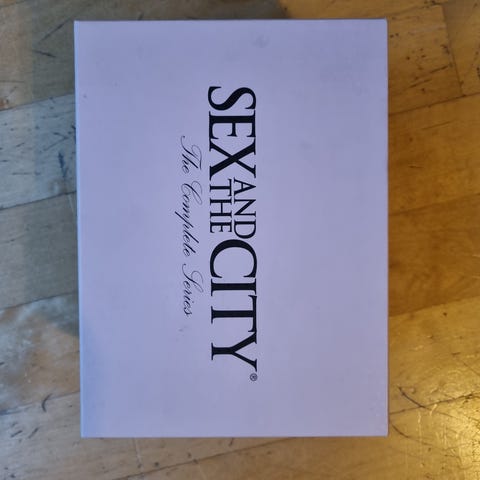 SEX AND THE CITY®
The Complete Series